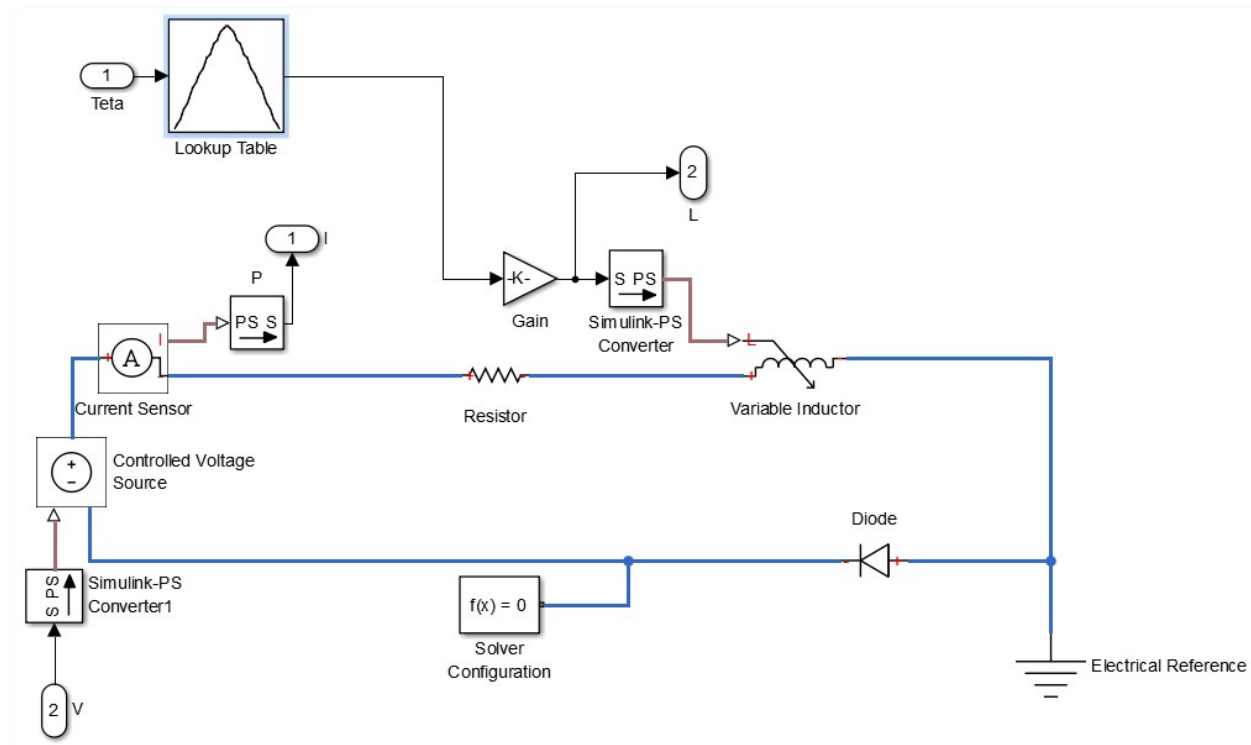 1
Teta
Lookup Table
2
L
1
I
P
-K-
Gain
S PS
Simulink-PS
Converter
PS S
I
A
+
Current Sensor
+
Resistor
L
+
Variable Inductor
+
Controlled Voltage
Source
Diode
+
S PS
Simulink-PS
Converter1
f(x) = 0
Solver
Configuration
Electrical Reference
2
V